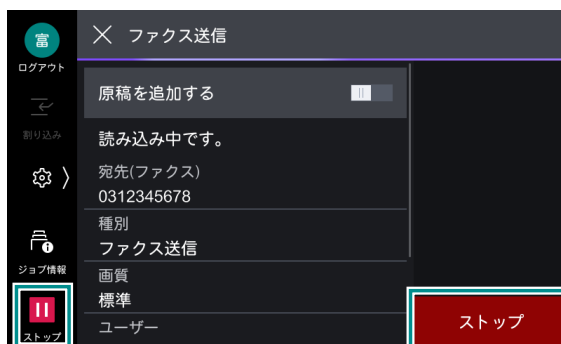 富
ログアウト
割り込み
ジョブ情報
ストップ
ファクス送信
原稿を追加する
読み込み中です。
宛先(ファクス)
0312345678
種別
ファクス送信
画質
標準
ユーザー
ストップ